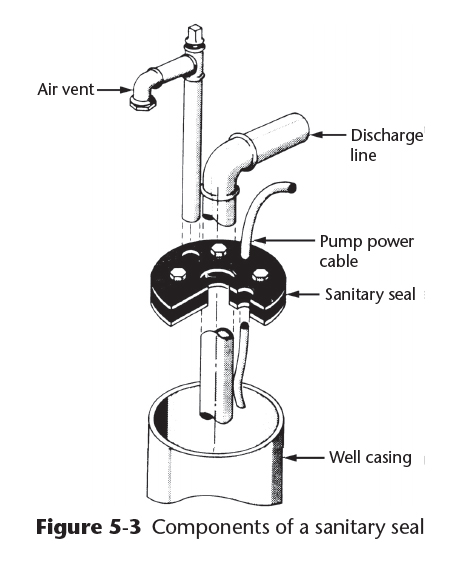 Air vent
Discharge
line
Pump power
cable
Sanitary seal
Well casing
Figure 5-3 Components of a sanitary seal